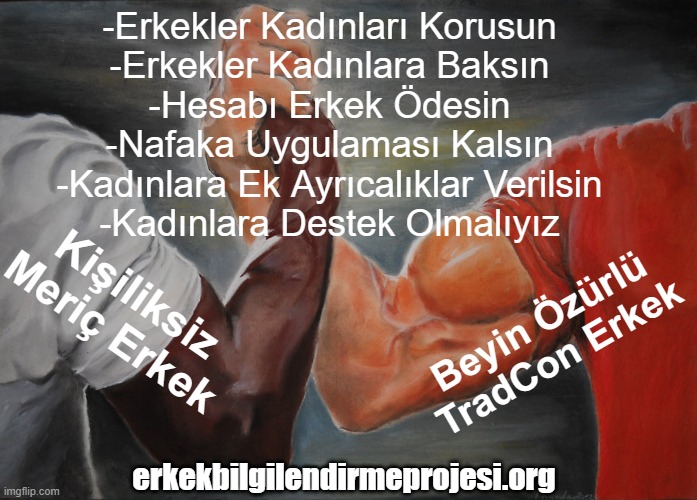 -Erkekler Kadınları Korusun
-Erkekler Kadınlara Baksın
-Hesabı Erkek Ödesin
-Nafaka Uygulaması Kalsın
-Kadınlara Ek Ayrıcalıklar Verilsin
-Kadınlara Destek Olmalıyız
Kişiliksiz
Meriç Erkek
Beyin Özürlü
TradCon Erkek
erkekbilgilendirmeprojesi.org
imgflip.com